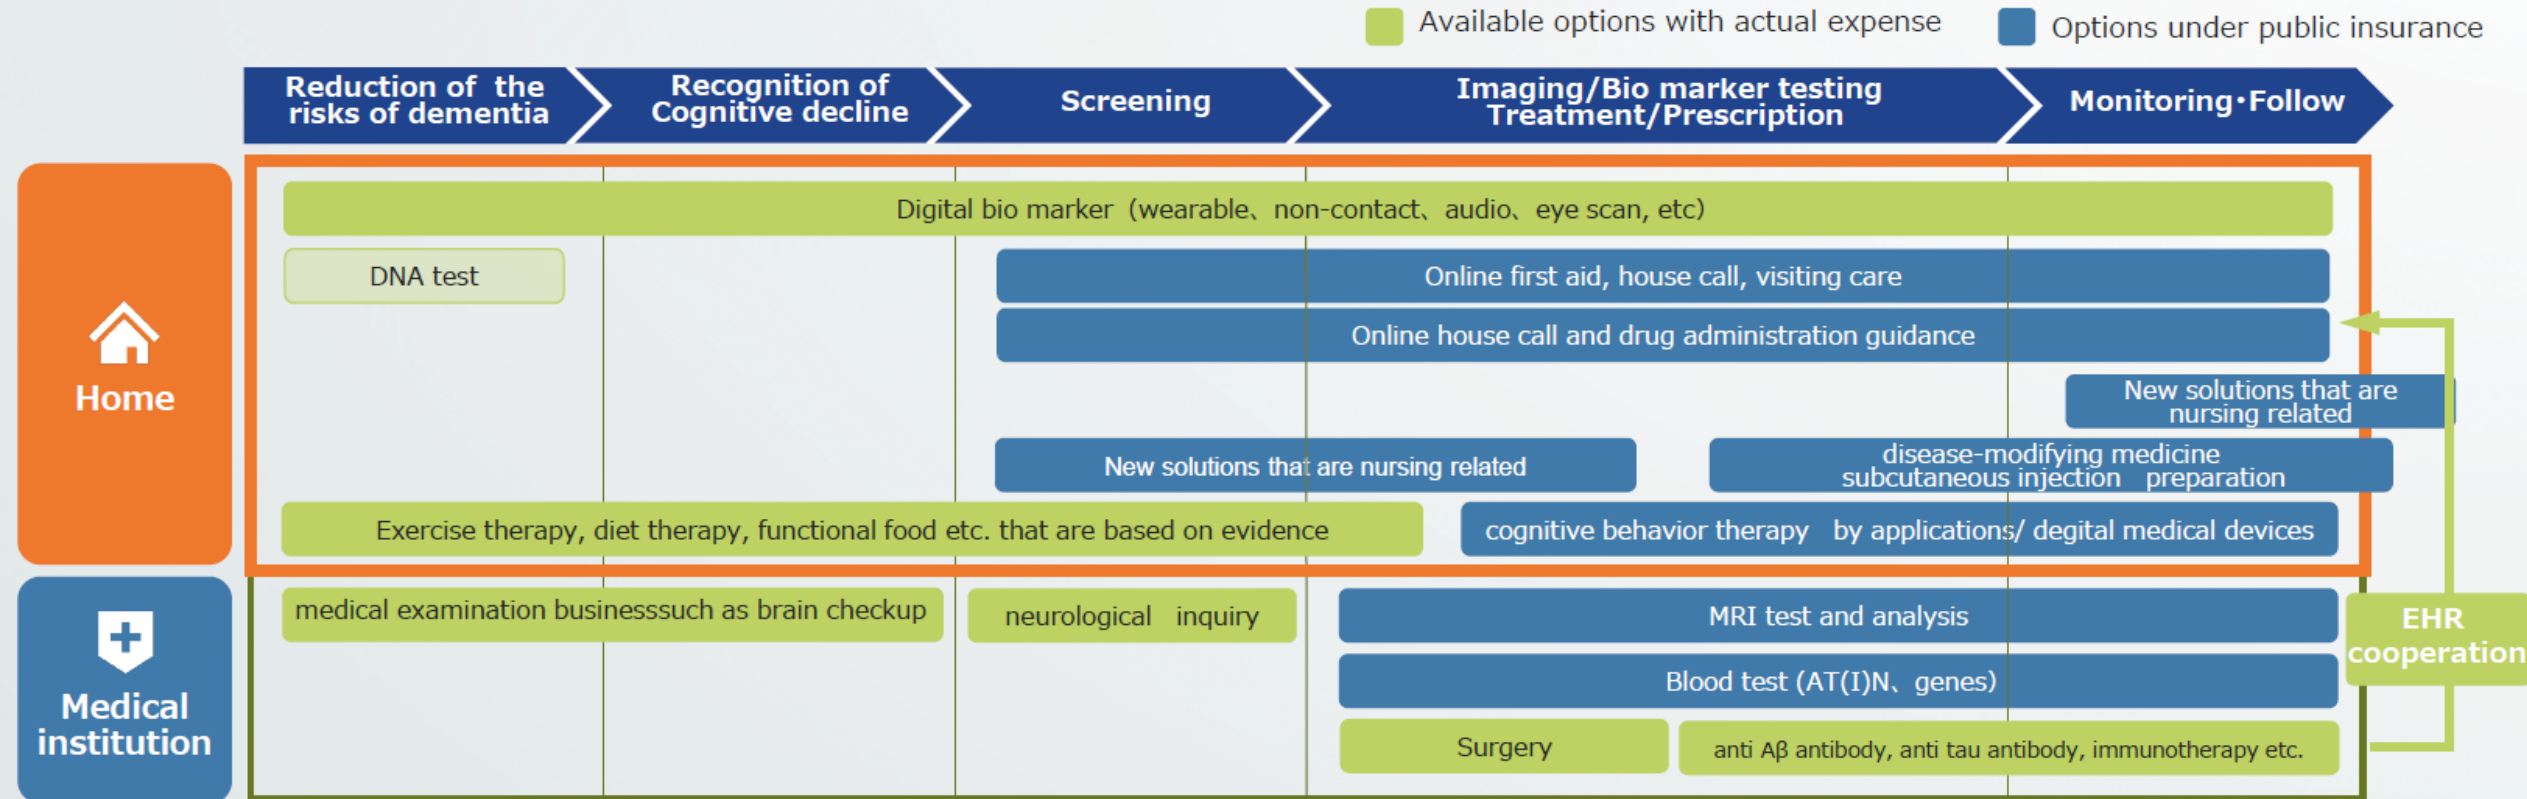 Available options with actual expense
Options under public insurance
Reduction of the
risks of dementia
Recognition of
Cognitive decline
Screening
Imaging/Bio marker testing
Treatment/Prescription
Monitoring・Follow
Home
Digital bio marker (wearable、non-contact、audio、eye scan, etc)
DNA test
Online first aid, house call, visiting care
Online house call and drug administration guidance
New solutions that are
nursing related
New solutions that are nursing related
disease-modifying medicine
subcutaneous injection preparation
Exercise therapy, diet therapy, functional food etc. that are based on evidence
cognitive behavior therapy by applications/ degital medical devices
Medical
institution
medical examination businesssuch as brain checkup
neurological inquiry
MRI test and analysis
Blood test (AT(I)N、genes)
Surgery
anti Aβ antibody, anti tau antibody, immunotherapy etc.
EHR
cooperation